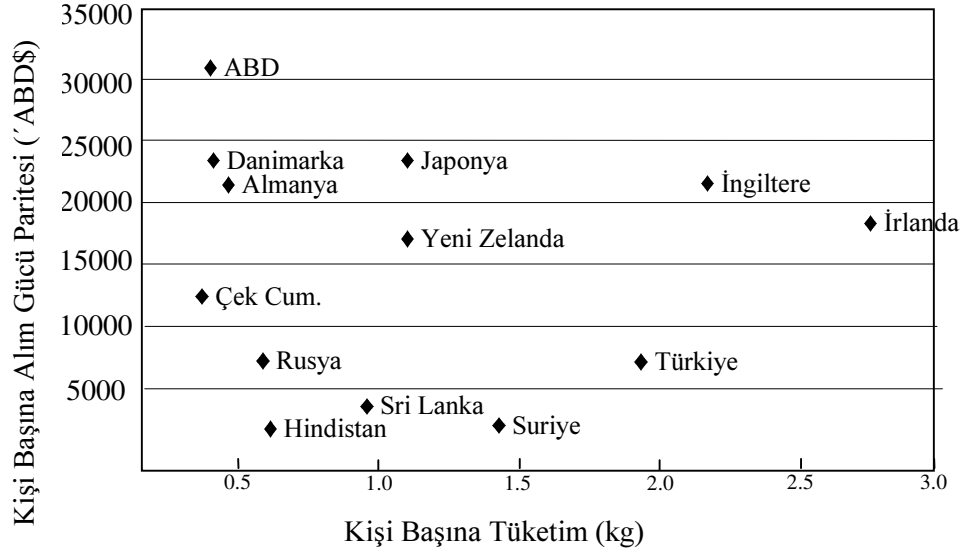 Kişi Başına Alım Gücü Paritesi (´ABD$)
35000
30000
25000
20000
15000
10000
5000
ABD
Danimarka
Japonya
Almanya
İngiltere
İrlanda
Yeni Zelanda
Çek Cum.
Rusya
Türkiye
Sri Lanka
Hindistan
Suriye
0.5 1.0 1.5 2.0 2.5 3.0
Kişi Başına Tüketim (kg)